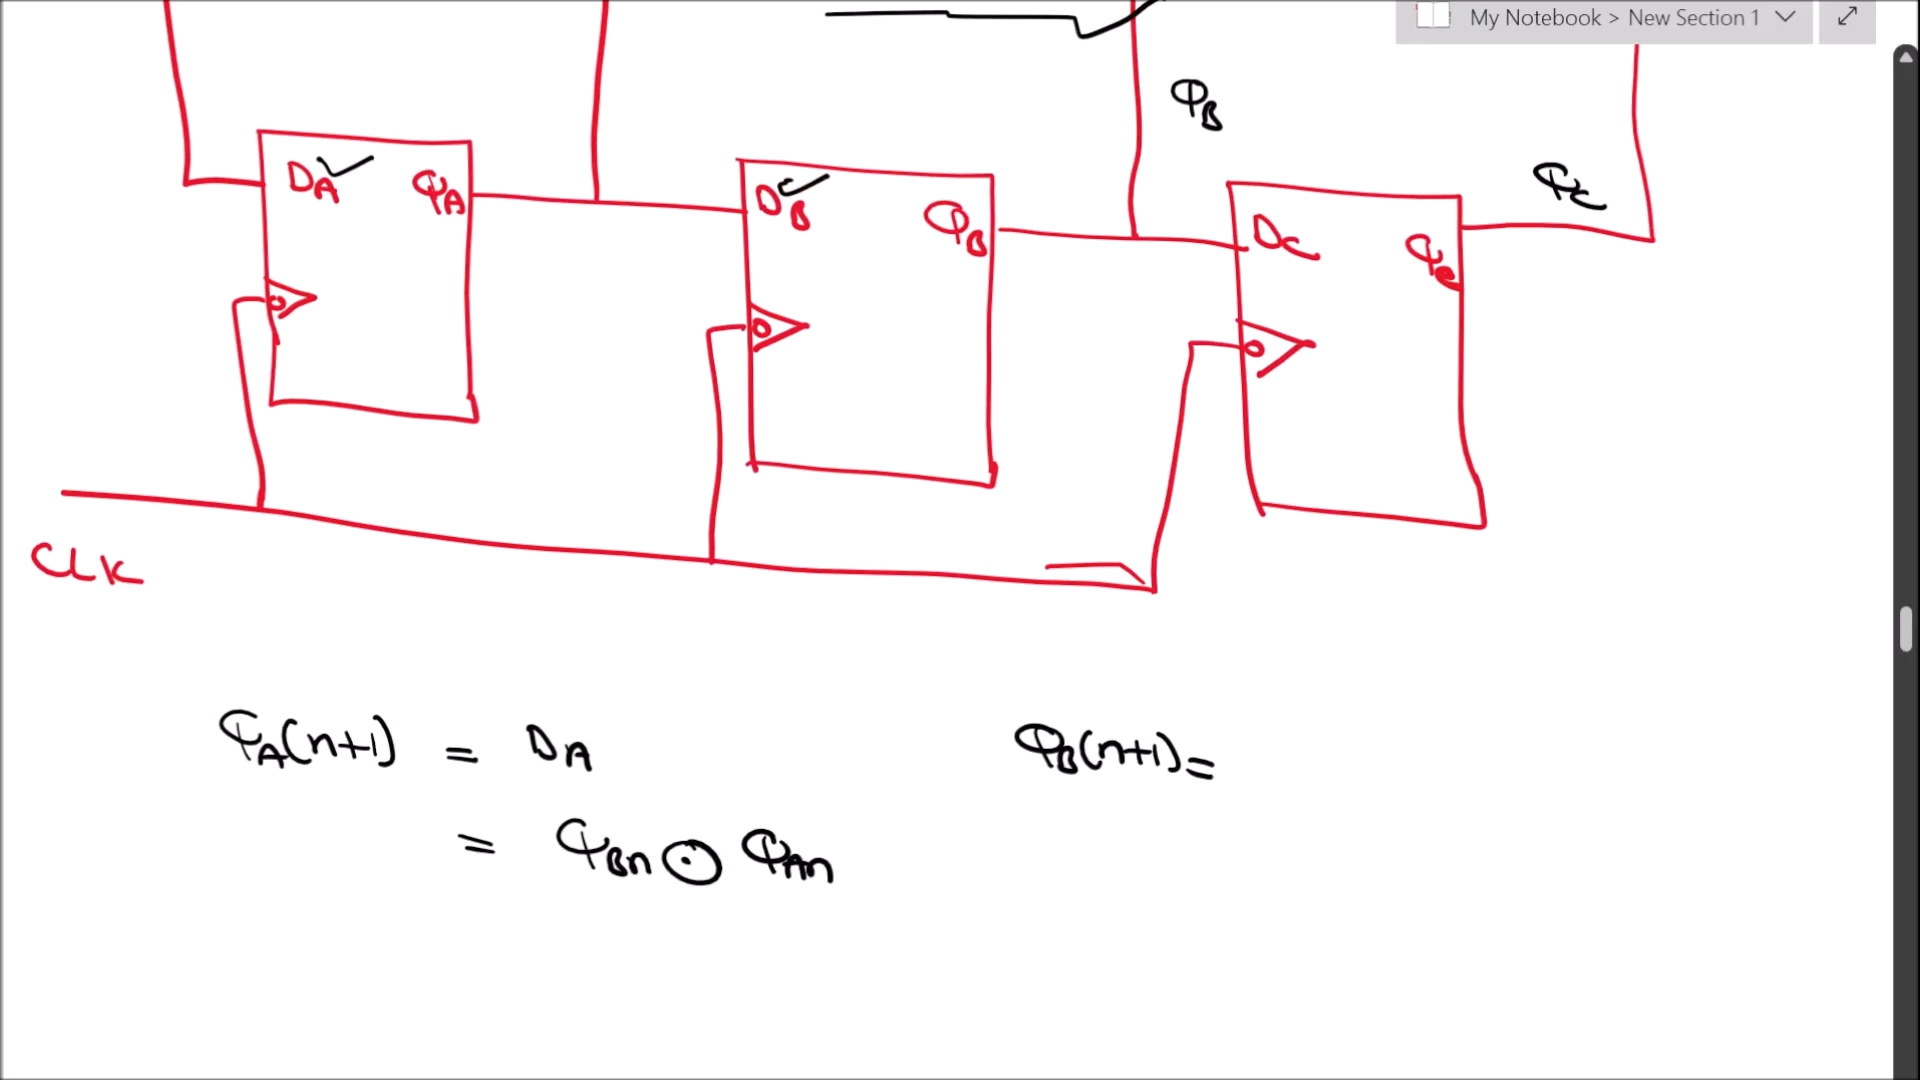 My Notebook > New Section 1
QB
DA QA
DB QB
DC QC
QC
CLK
QA(n+1) = DA
= QBn ⊙ QAn
QB(n+1) =